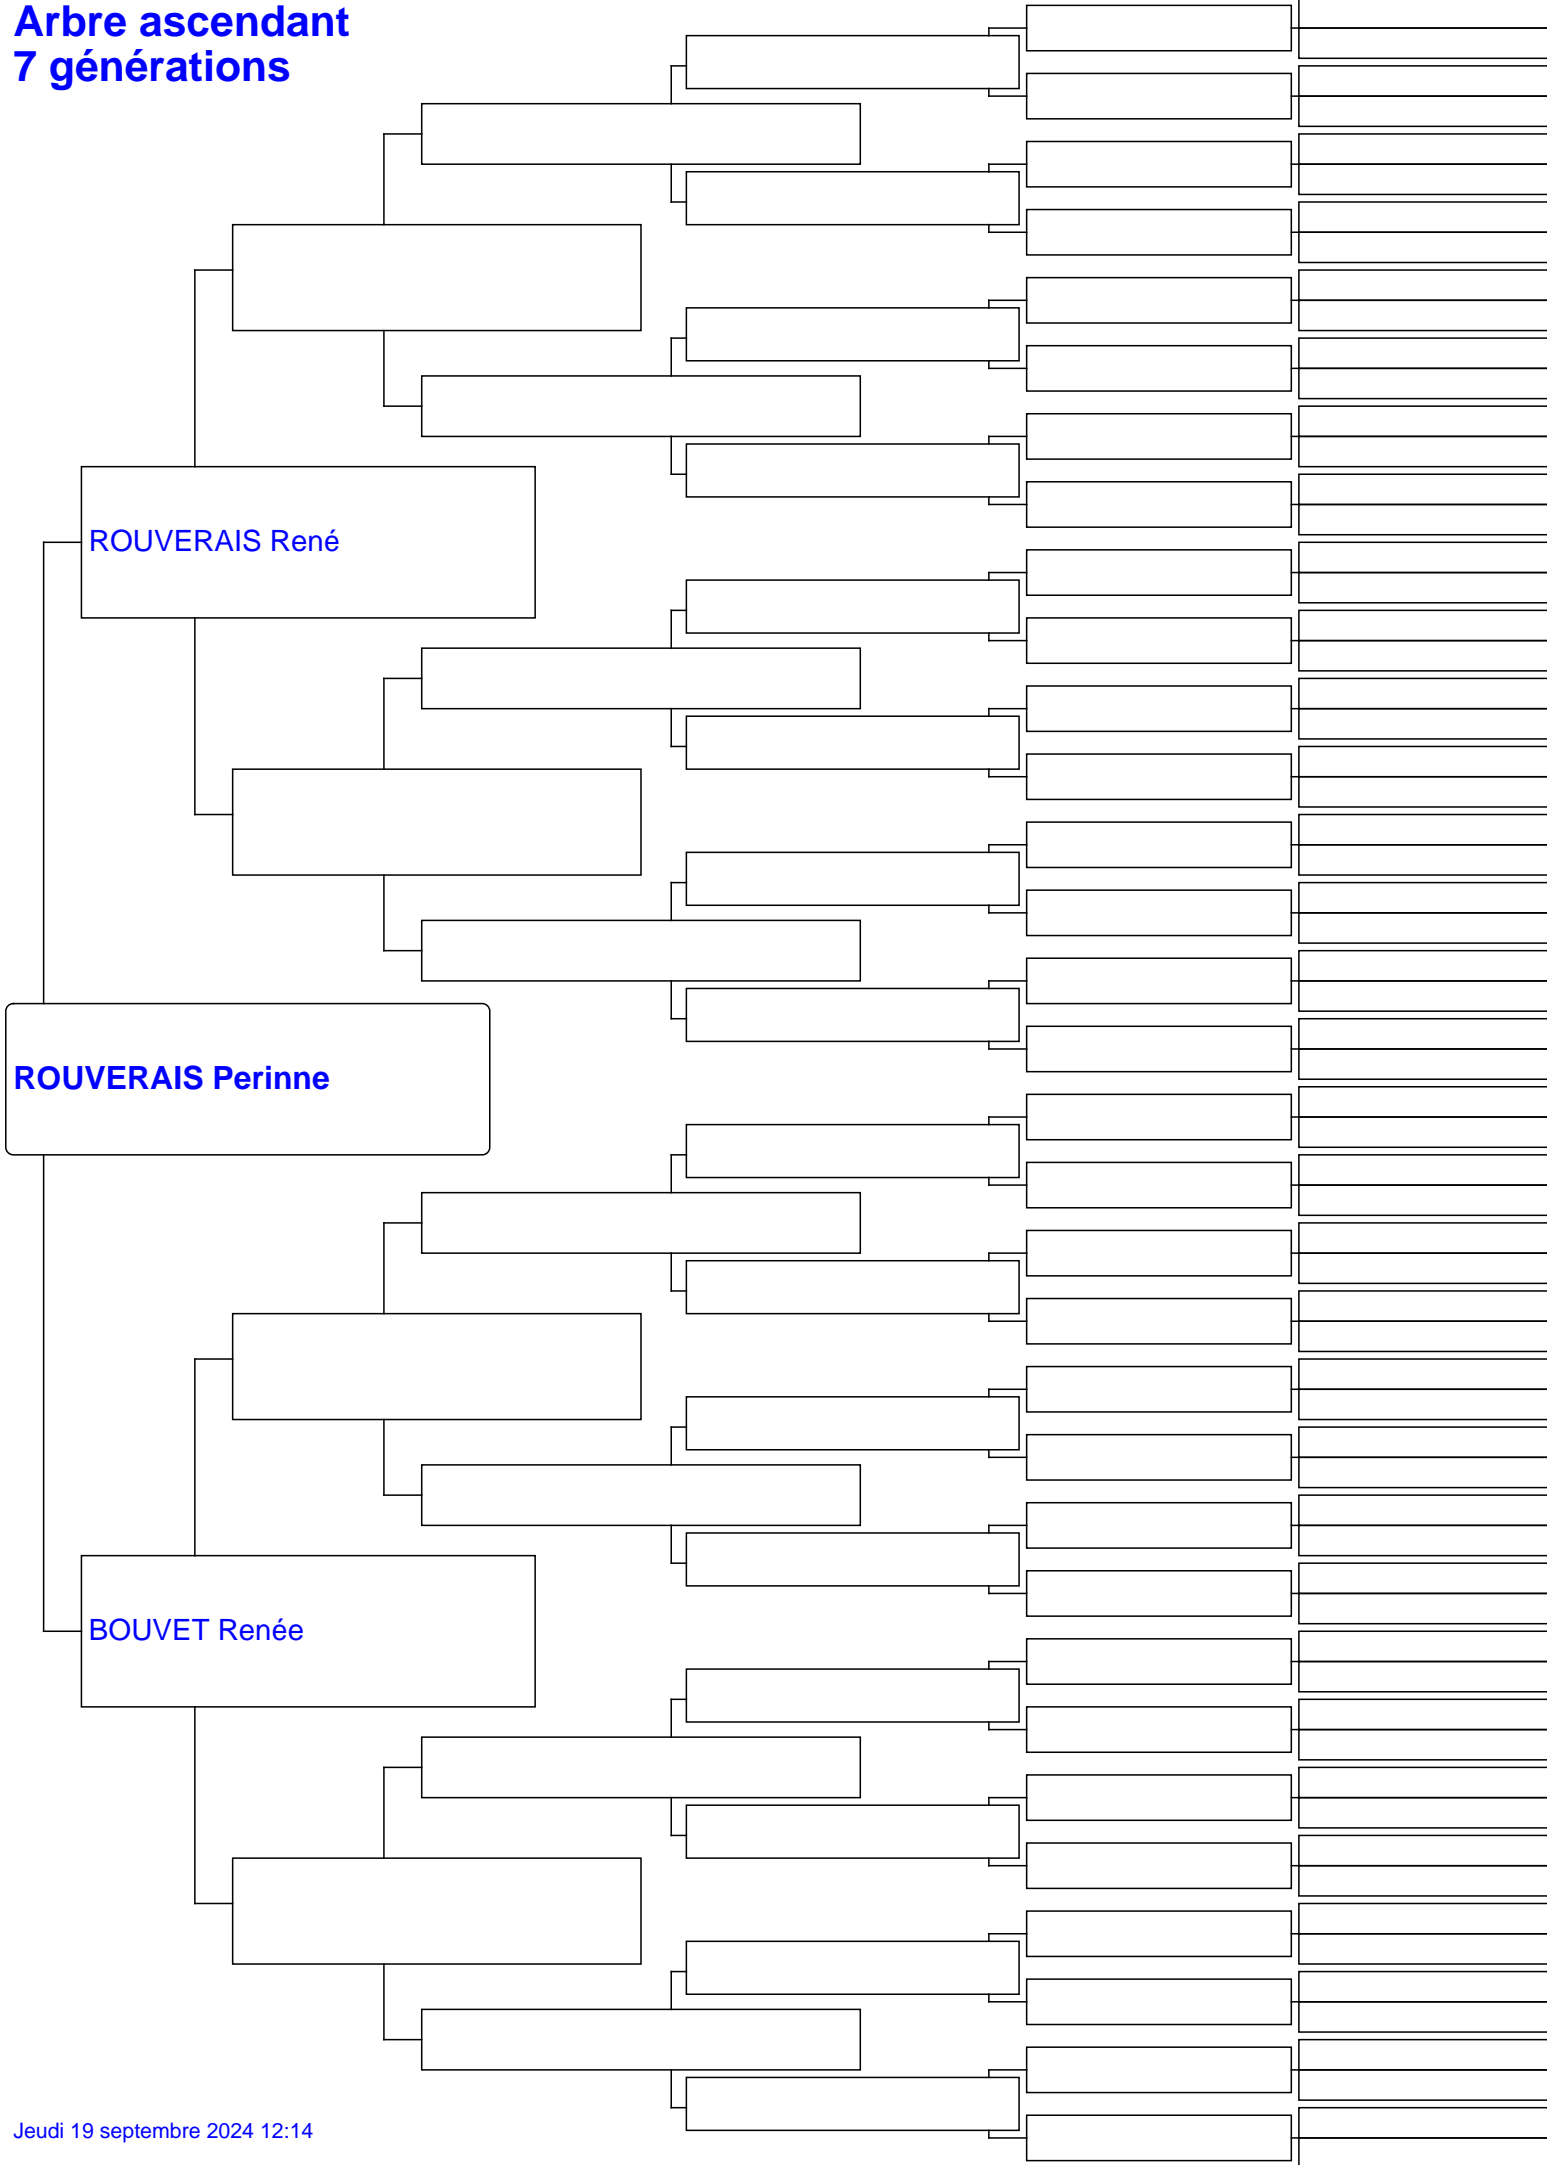 Arbre ascendant
7 générations
ROUVERAIS René
ROUVERAIS Perinne
BOUVET Renée
Jeudi 19 septembre 2024 12:14